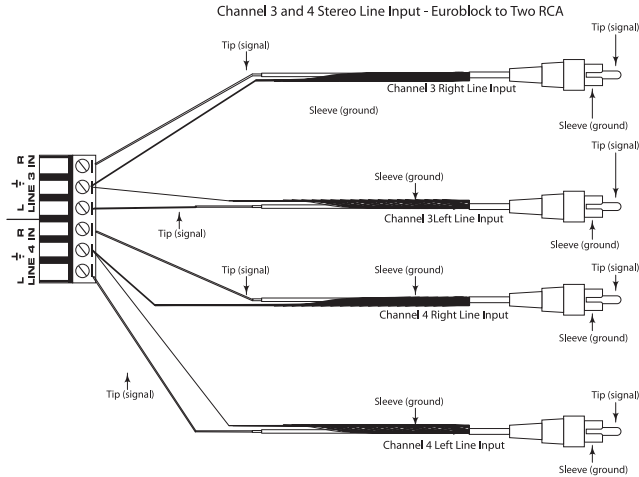 Channel 3 and 4 Stereo Line Input - Euroblock to Two RCA
Tip (signal)
Tip (signal)
Channel 3 Right Line Input
Sleeve (ground)
Sleeve (ground)
R
LINE 3 IN
L
Tip (signal)
Sleeve (ground)
Channel 3Left Line Input
Tip (signal)
Sleeve (ground)
R
LINE 4 IN
L
Tip (signal)
Sleeve (ground)
Tip (signal)
Channel 4 Right Line Input
Sleeve (ground)
Tip (signal)
Sleeve (ground)
Tip (signal)
Channel 4 Left Line Input
Sleeve (ground)